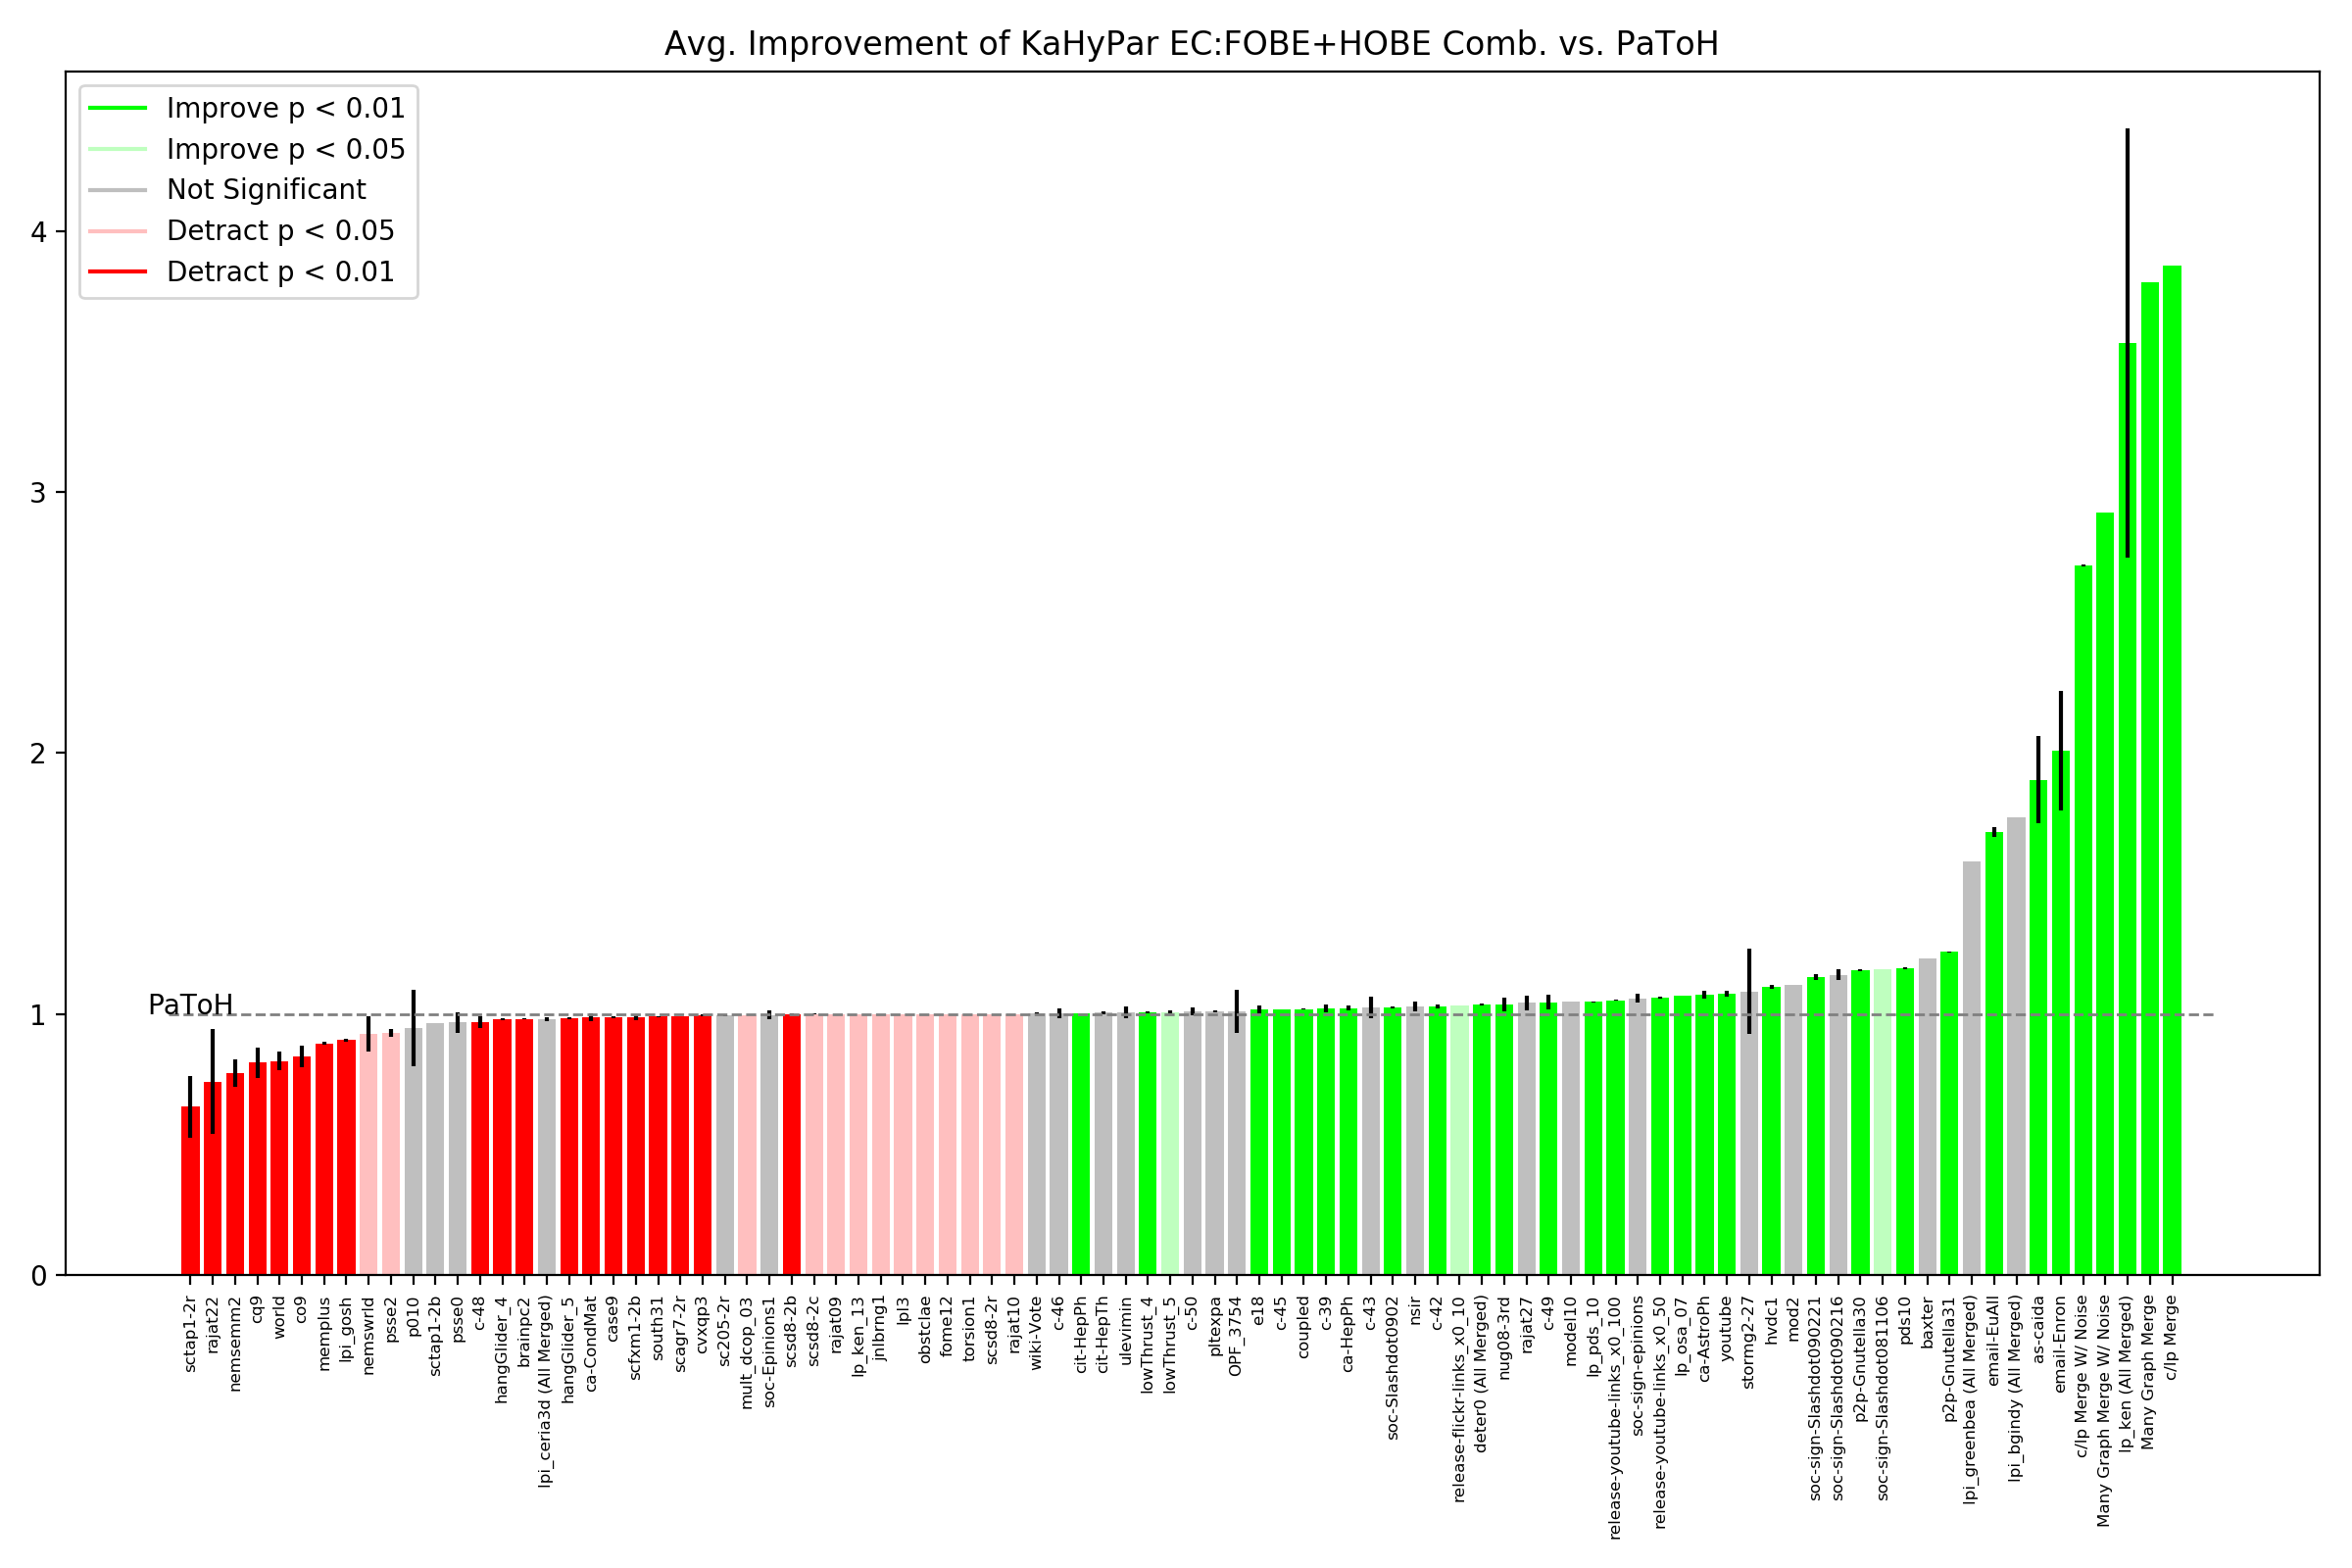 Avg. Improvement of KaHyPar EC:FOBE+HOBE Comb. vs. PaToH
Improve p < 0.01
Improve p < 0.05
Not Significant
Detract p < 0.05
Detract p < 0.01
4
3
2
1
0
PaToH
sctap1-2r
rajat22
nemsemm2
cq9
world
co9
memplus
lpi_gosh
nemswrld
psse2
p010
sctap1-2b
psse0
c-48
hangGlider_4
brainpc2
lpi_ceria3d (All Merged)
hangGlider_5
ca-CondMat
case9
scfxm1-2b
south31
scagr7-2r
cvxqp3
sc205-2r
mult_dcop_03
soc-Epinions1
scsd8-2b
scsd8-2c
rajat09
lp_ken_13
jnlbrng1
lpl3
obstclae
fome12
torsion1
scsd8-2r
rajat10
wiki-Vote
c-46
cit-HepPh
cit-HepTh
ulevimin
lowThrust_4
lowThrust_5
c-50
pltexpa
OPF_3754
e18
c-45
coupled
c-39
ca-HepPh
c-43
soc-Slashdot0902
nsir
c-42
release-flickr-links_x0_10
deter0 (All Merged)
nug08-3rd
rajat27
c-49
model10
lp_pds_10
release-youtube-links_x0_100
soc-sign-epinions
release-youtube-links_x0_50
lp_osa_07
ca-AstroPh
youtube
stormg2-27
hvdc1
mod2
soc-sign-Slashdot090221
soc-sign-Slashdot090216
p2p-Gnutella30
soc-sign-Slashdot081106
pds10
baxter
p2p-Gnutella31
lpi_greenbea (All Merged)
email-EuAll
lpi_bgindy (All Merged)
as-caida
email-Enron
c/lp Merge W/ Noise
Many Graph Merge W/ Noise
lp_ken (All Merged)
Many Graph Merge
c/lp Merge